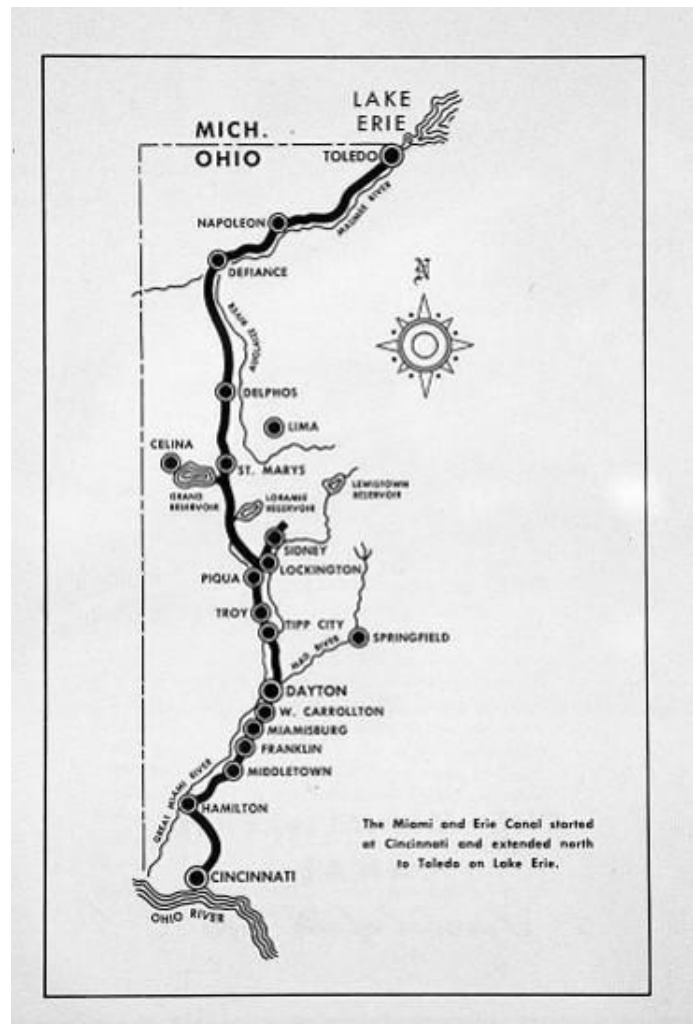 LAKE
ERIE
MICH.
OHIO
TOLEDO
MAUMEE RIVER
NAPOLEON
DEFIANCE
N
AUGLAIZE RIVER
DELPHOS
LIMA
CELINA
ST. MARYS
GRAND
RESERVOIR
LORAMIE
RESERVOIR
LEWISTOWN
RESERVOIR
SIDNEY
LOCKINGTON
PIQUA
TROY
TIPP CITY
MAD RIVER
SPRINGFIELD
DAYTON
W. CARROLLTON
MIAMISBURG
FRANKLIN
MIDDLETOWN
GREAT MIAMI RIVER
HAMILTON
The Miami and Erie Canal started
at Cincinnati and extended north
to Toledo on Lake Erie.
CINCINNATI
OHIO RIVER